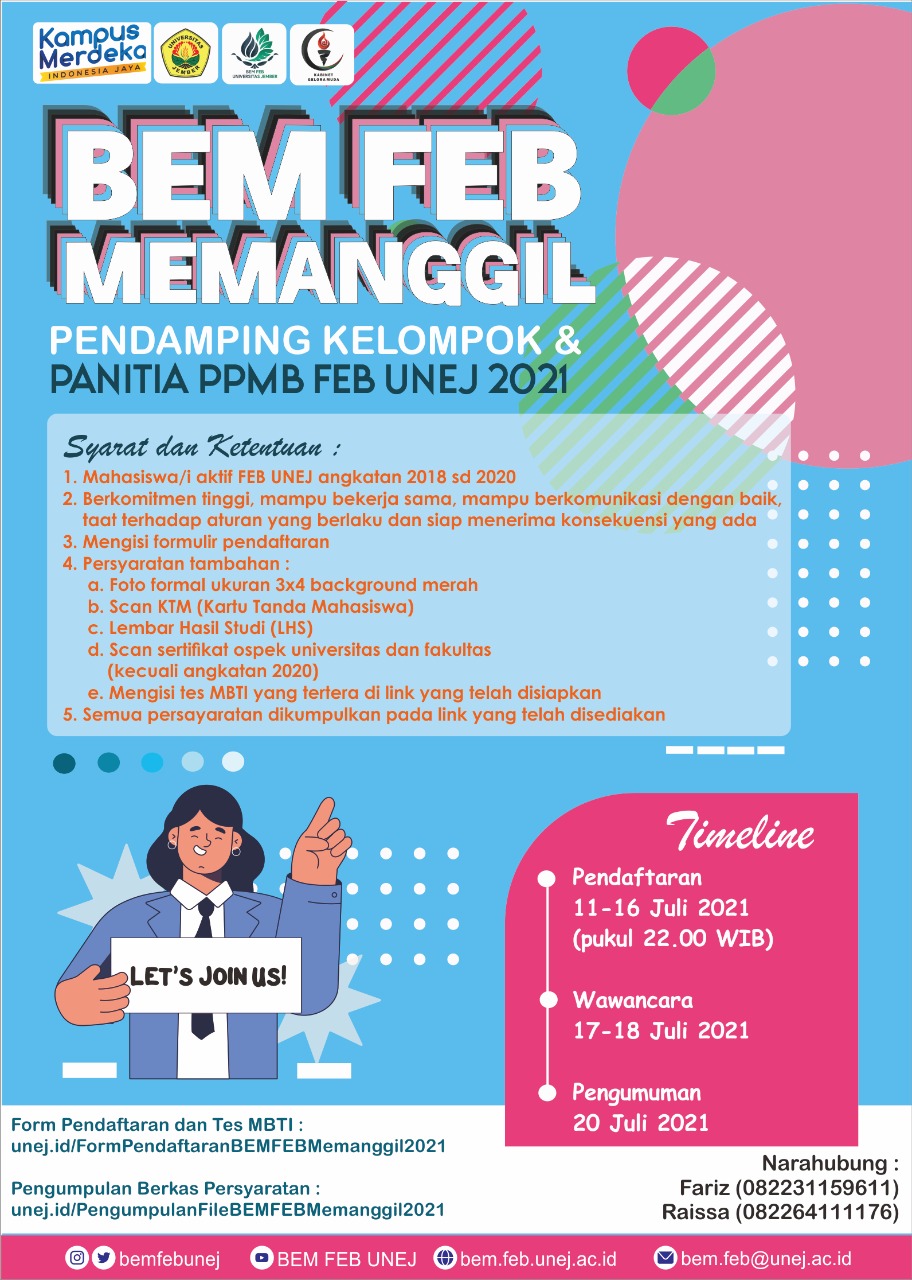 Kampus
Merdeka
INDONESIA JAYA
UNIVERSITAS
JEMBER
BEM FEB
UNIVERSITAS JEMBER
KABINET
BEM FEB
MEMANGGIL
PENDAMPING KELOMPOK &
PANITIA PPMB FEB UNEJ 2021
Syarat dan Ketentuan :
1. Mahasiswa/i aktif FEB UNEJ angkatan 2018 sd 2020
2. Berkomitmen tinggi, mampu bekerja sama, mampu berkomunikasi dengan baik,
taat terhadap aturan yang berlaku dan siap menerima konsekuensi yang ada
3. Mengisi formulir pendaftaran
4. Persyaratan tambahan :
a. Foto formal ukuran 3x4 background merah
b. Scan KTM (Kartu Tanda Mahasiswa)
c. Lembar Hasil Studi (LHS)
d. Scan sertifikat ospek universitas dan fakultas
(kecuali angkatan 2020)
e. Mengisi tes MBTI yang tertera di link yang telah disiapkan
5. Semua persayaratan dikumpulkan pada link yang telah disediakan
LET'S JOIN US!
Timeline
Pendaftaran
11-16 Juli 2021
(pukul 22.00 WIB)
Wawancara
17-18 Juli 2021
Pengumuman
20 Juli 2021
Form Pendaftaran dan Tes MBTI :
unej.id/FormPendaftaranBEMFEBMemanggil2021
Pengumpulan Berkas Persyaratan :
unej.id/PengumpulanFileBEMFEBMemanggil2021
Narahubung :
Fariz (082231159611)
Raissa (082264111176)
bemfebunej BEM FEB UNEJ bem.feb.unej.ac.id bem.feb@unej.ac.id